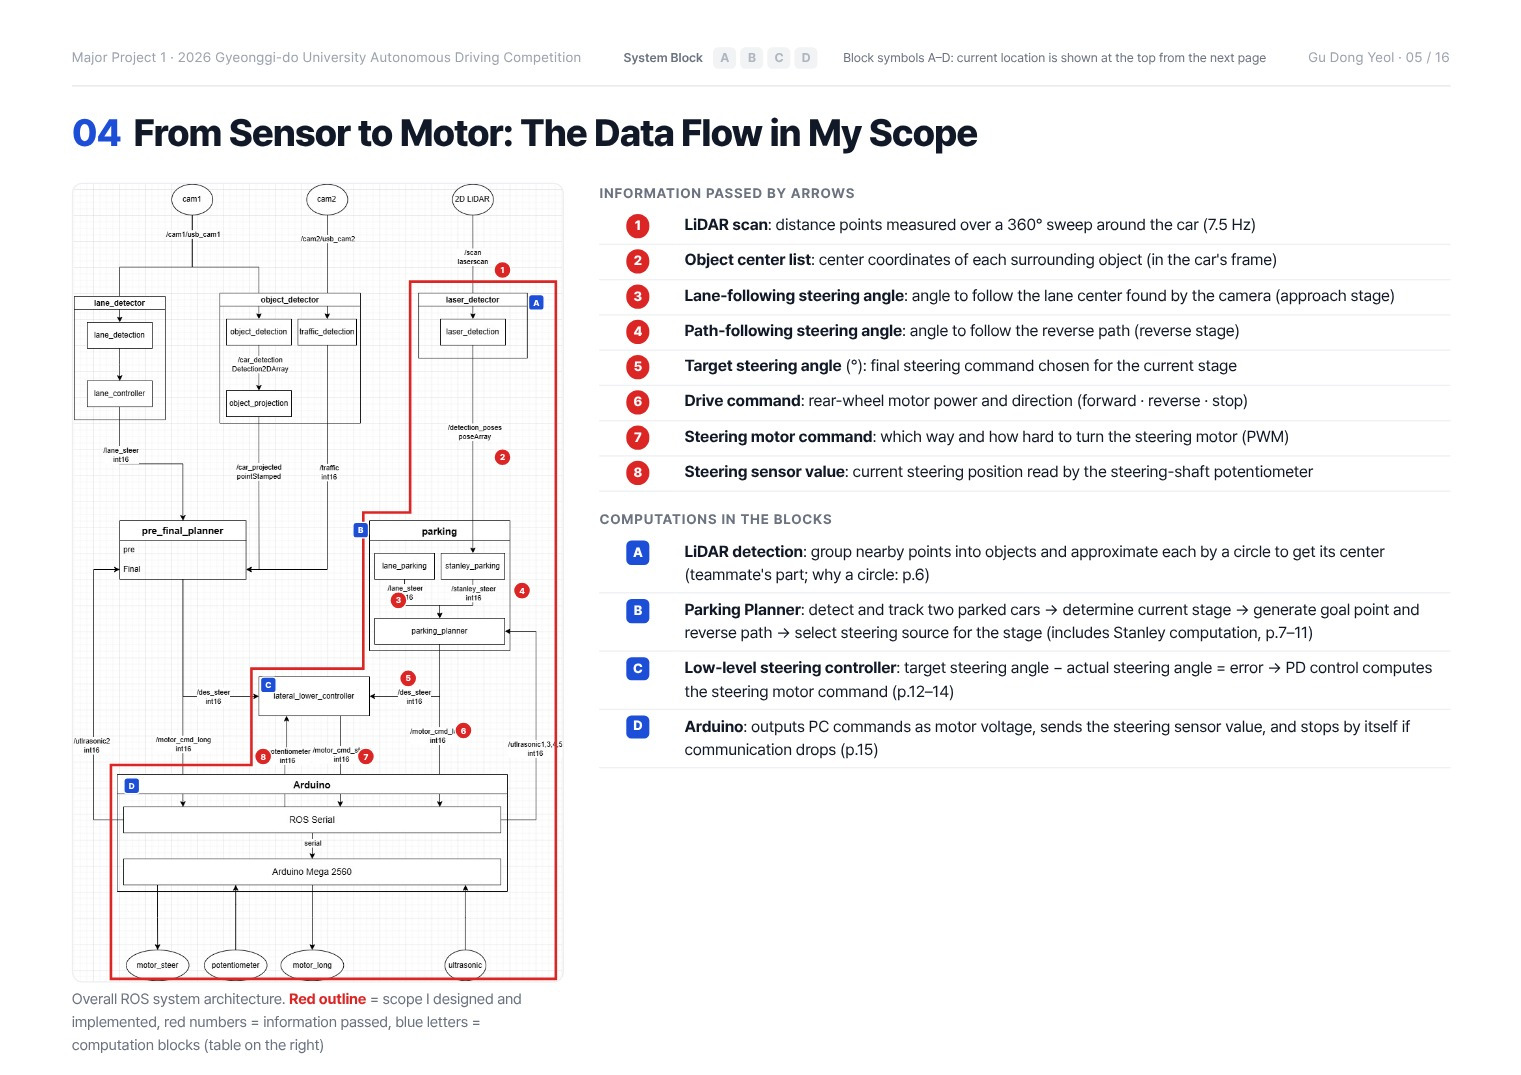 Major Project 1 · 2026 Gyeonggi-do University Autonomous Driving Competition
System Block A B C D
Block symbols A–D: current location is shown at the top from the next page
Gu Dong Yeol · 05 / 16
04 From Sensor to Motor: The Data Flow in My Scope
cam1
cam2
2D LiDAR
/cam1/usb_cam1
/cam2/usb_cam2
/scan
laserscan
1
lane_detector
object_detector
laser_detector
A
lane_detection
object_detection
traffic_detection
laser_detection
/car_detection
Detection2DArray
lane_controller
object_projection
/detection_poses
poseArray
2
/lane_steer
int16
/car_projected
pointStamped
/traffic
int16
pre_final_planner
B
parking
pre
Final
lane_parking
stanley_parking
/lane_steer
3
16
/stanley_steer
int16
4
parking_planner
5
C
lateral_lower_controller
/des_steer
int16
/des_steer
int16
/ultrasonic2
int16
/motor_cmd_long
int16
8
otentiometer
int16
/motor_cmd_st
7
int16
/motor_cmd_l
6
int16
/ultrasonic1,3,4,5
int16
D
Arduino
ROS Serial
serial
Arduino Mega 2560
motor_steer
potentiometer
motor_long
ultrasonic
Overall ROS system architecture. Red outline = scope I designed and
implemented, red numbers = information passed, blue letters =
computation blocks (table on the right)
INFORMATION PASSED BY ARROWS
1 LiDAR scan: distance points measured over a 360° sweep around the car (7.5 Hz)
2 Object center list: center coordinates of each surrounding object (in the car's frame)
3 Lane-following steering angle: angle to follow the lane center found by the camera (approach stage)
4 Path-following steering angle: angle to follow the reverse path (reverse stage)
5 Target steering angle (°): final steering command chosen for the current stage
6 Drive command: rear-wheel motor power and direction (forward · reverse · stop)
7 Steering motor command: which way and how hard to turn the steering motor (PWM)
8 Steering sensor value: current steering position read by the steering-shaft potentiometer
COMPUTATIONS IN THE BLOCKS
A LiDAR detection: group nearby points into objects and approximate each by a circle to get its center
(teammate's part; why a circle: p.6)
B Parking Planner: detect and track two parked cars → determine current stage → generate goal point and
reverse path → select steering source for the stage (includes Stanley computation, p.7–11)
C Low-level steering controller: target steering angle − actual steering angle = error → PD control computes
the steering motor command (p.12–14)
D Arduino: outputs PC commands as motor voltage, sends the steering sensor value, and stops by itself if
communication drops (p.15)